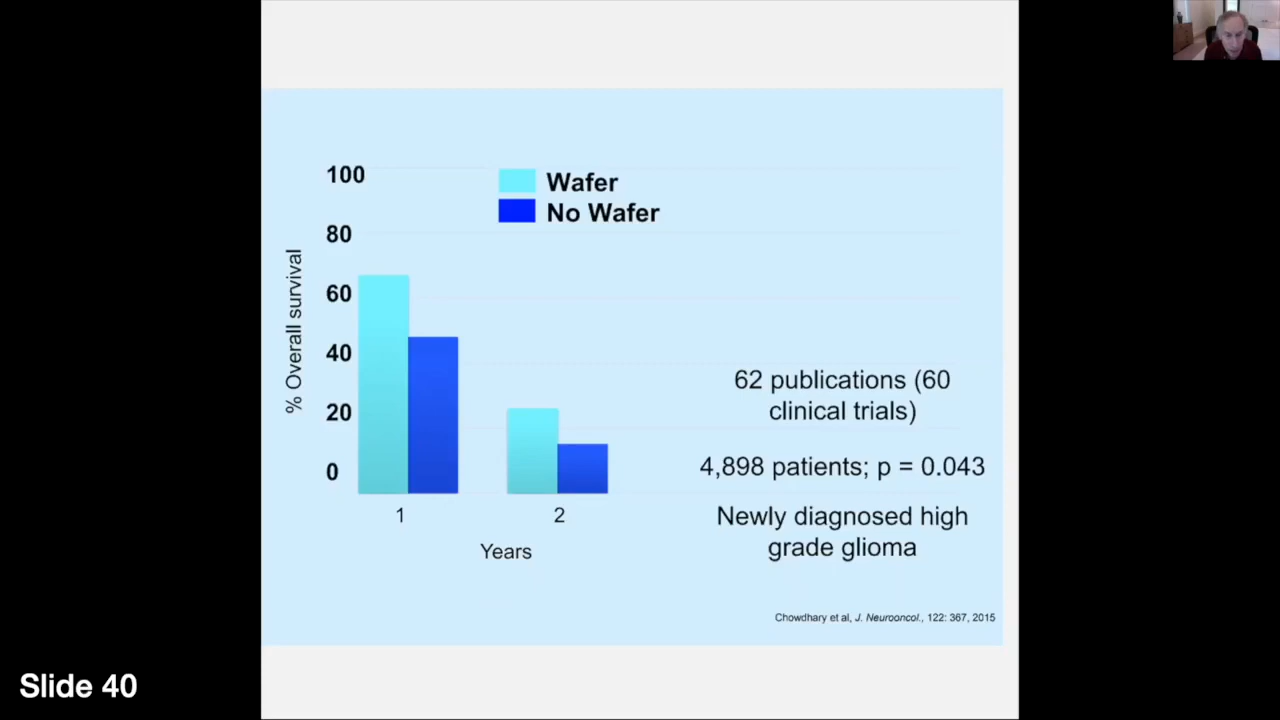 100
Wafer
No Wafer
80
60
40
20
0
% Overall survival
1
2
Years
62 publications (60
clinical trials)
4,898 patients; p = 0.043
Newly diagnosed high
grade glioma
Chowdhary et al, J. Neurooncol., 122: 367, 2015
Slide 40